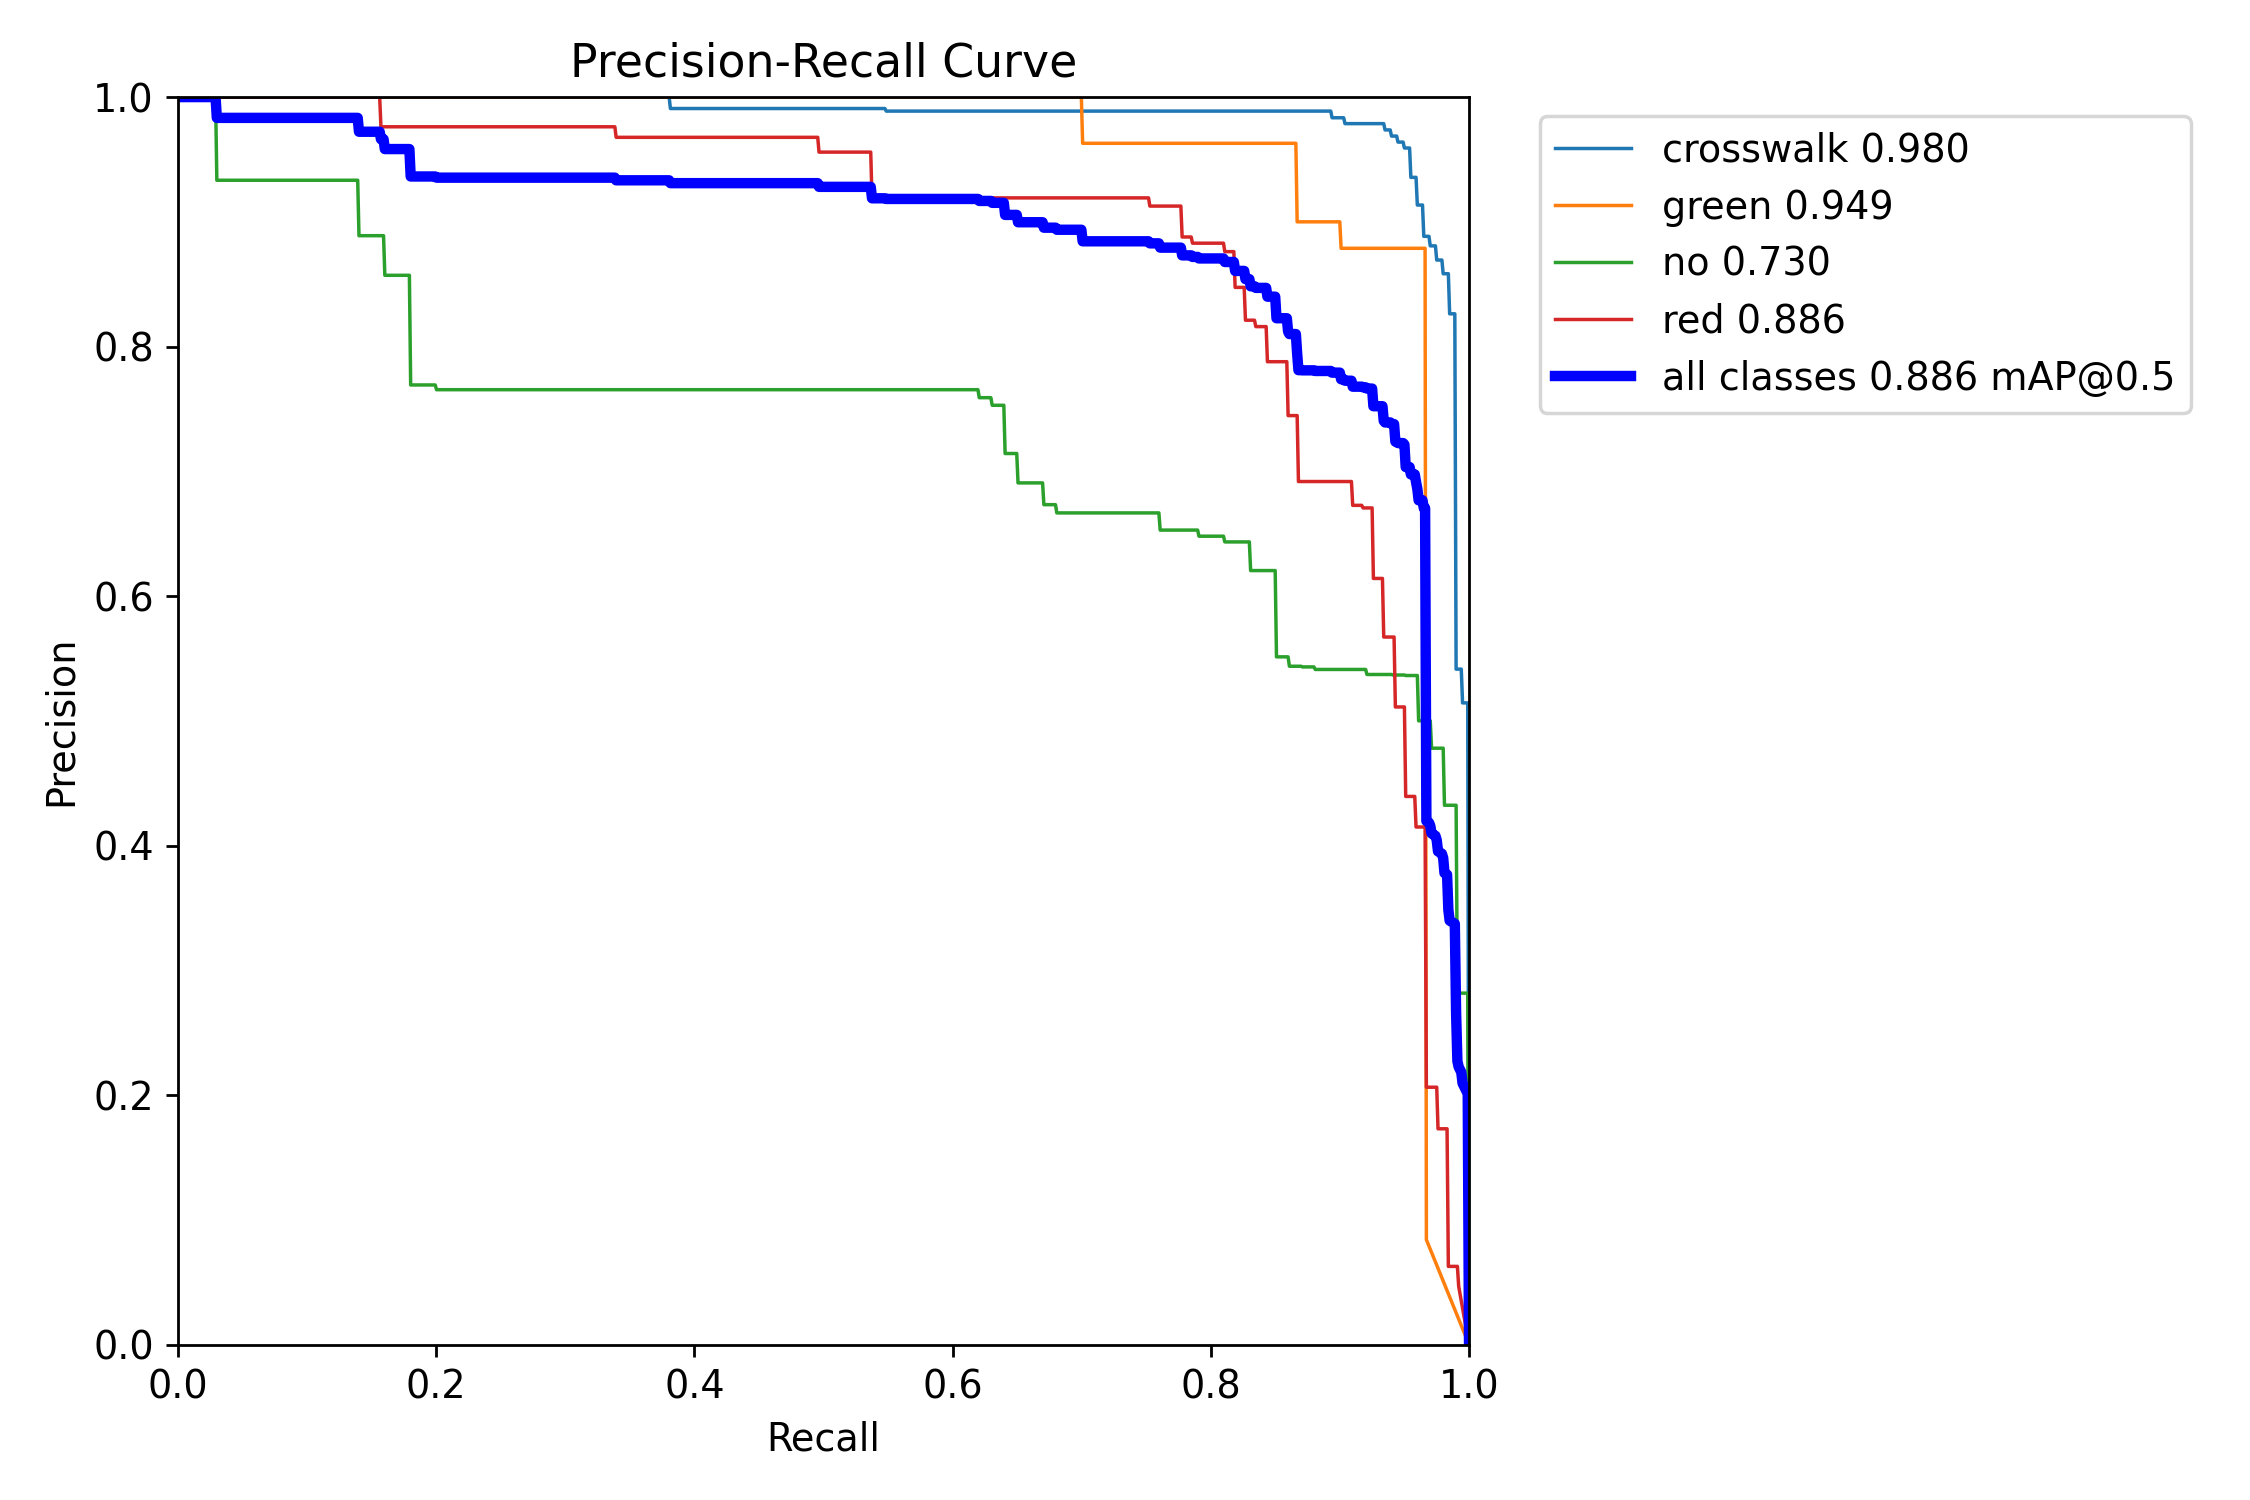 Precision-Recall Curve
1.0
0.8
0.6
0.4
0.2
0.0
Precision
0.0 0.2 0.4 0.6 0.8 1.0
Recall
crosswalk 0.980
green 0.949
no 0.730
red 0.886
all classes 0.886 mAP@0.5